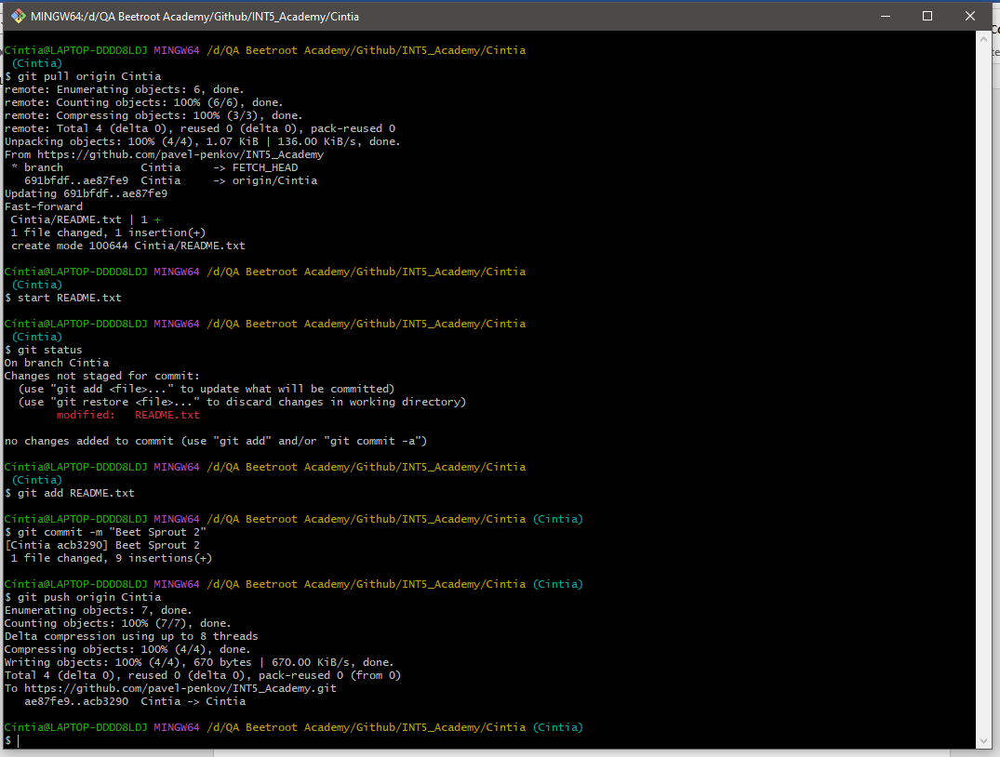 MINGW64:/d/QA Beetroot Academy/Github/INT5_Academy/Cintia
Cintia@LAPTOP-DDDD8LDJ MINGW64 /d/QA Beetroot Academy/Github/INT5_Academy/Cintia
(Cintia)
$ git pull origin Cintia
remote: Enumerating objects: 6, done.
remote: Counting objects: 100% (6/6), done.
remote: Compressing objects: 100% (3/3), done.
remote: Total 4 (delta 0), reused 0 (delta 0), pack-reused 0
Unpacking objects: 100% (4/4), 1.07 KiB | 136.00 KiB/s, done.
From https://github.com/pavel-penkov/INT5_Academy
* branch            Cintia     -> FETCH_HEAD
691bfdf..ae87fe9  Cintia     -> origin/Cintia
Updating 691bfdf..ae87fe9
Fast-forward
Cintia/README.txt | 1 +
1 file changed, 1 insertion(+)
create mode 100644 Cintia/README.txt
Cintia@LAPTOP-DDDD8LDJ MINGW64 /d/QA Beetroot Academy/Github/INT5_Academy/Cintia
(Cintia)
$ start README.txt
Cintia@LAPTOP-DDDD8LDJ MINGW64 /d/QA Beetroot Academy/Github/INT5_Academy/Cintia
(Cintia)
$ git status
On branch Cintia
Changes not staged for commit:
(use "git add <file>..." to update what will be committed)
(use "git restore <file>..." to discard changes in working directory)
modified:   README.txt
no changes added to commit (use "git add" and/or "git commit -a")
Cintia@LAPTOP-DDDD8LDJ MINGW64 /d/QA Beetroot Academy/Github/INT5_Academy/Cintia
(Cintia)
$ git add README.txt
Cintia@LAPTOP-DDDD8LDJ MINGW64 /d/QA Beetroot Academy/Github/INT5_Academy/Cintia (Cintia)
$ git commit -m "Beet Sprout 2"
[Cintia acb3290] Beet Sprout 2
1 file changed, 9 insertions(+)
Cintia@LAPTOP-DDDD8LDJ MINGW64 /d/QA Beetroot Academy/Github/INT5_Academy/Cintia (Cintia)
$ git push origin Cintia
Enumerating objects: 7, done.
Counting objects: 100% (7/7), done.
Delta compression using up to 8 threads
Compressing objects: 100% (4/4), done.
Writing objects: 100% (4/4), 670 bytes | 670.00 KiB/s, done.
Total 4 (delta 0), reused 0 (delta 0), pack-reused 0 (from 0)
To https://github.com/pavel-penkov/INT5_Academy.git
ae87fe9..acb3290  Cintia -> Cintia
Cintia@LAPTOP-DDDD8LDJ MINGW64 /d/QA Beetroot Academy/Github/INT5_Academy/Cintia (Cintia)
$